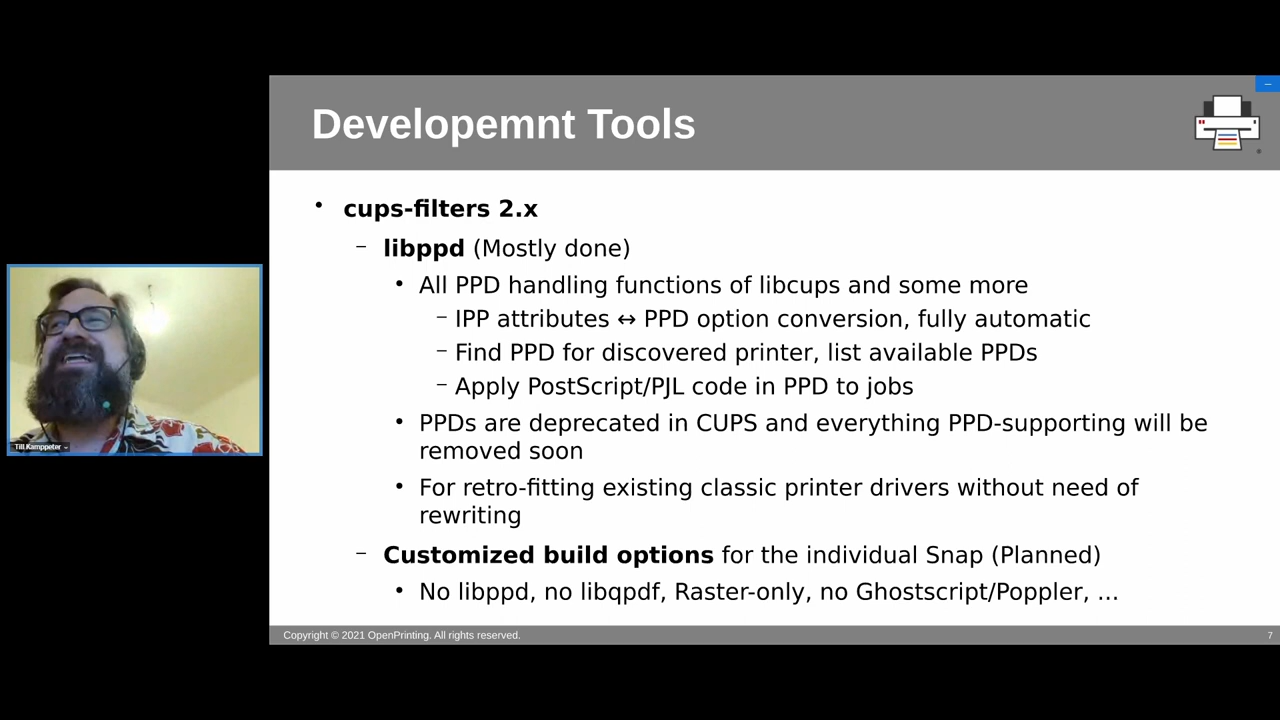 Developemnt Tools
• cups-filters 2.x
– libppd (Mostly done)
• All PPD handling functions of libcups and some more
– IPP attributes ↔ PPD option conversion, fully automatic
– Find PPD for discovered printer, list available PPDs
– Apply PostScript/PJL code in PPD to jobs
• PPDs are deprecated in CUPS and everything PPD-supporting will be
removed soon
• For retro-fitting existing classic printer drivers without need of
rewriting
– Customized build options for the individual Snap (Planned)
• No libppd, no libqpdf, Raster-only, no Ghostscript/Poppler, …
Till Kamppeter
Copyright © 2021 OpenPrinting. All rights reserved.
7